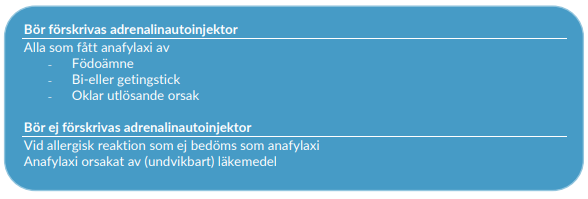 Bör förskrivas adrenalinautoinjektor
Alla som fått anafylaxi av
- Födoämne
- Bi-eller getingstick
- Oklar utlösande orsak
Bör ej förskrivas adrenalinautoinjektor
Vid allergisk reaktion som ej bedöms som anafylaxi
Anafylaxi orsakat av (undvikbart) läkemedel